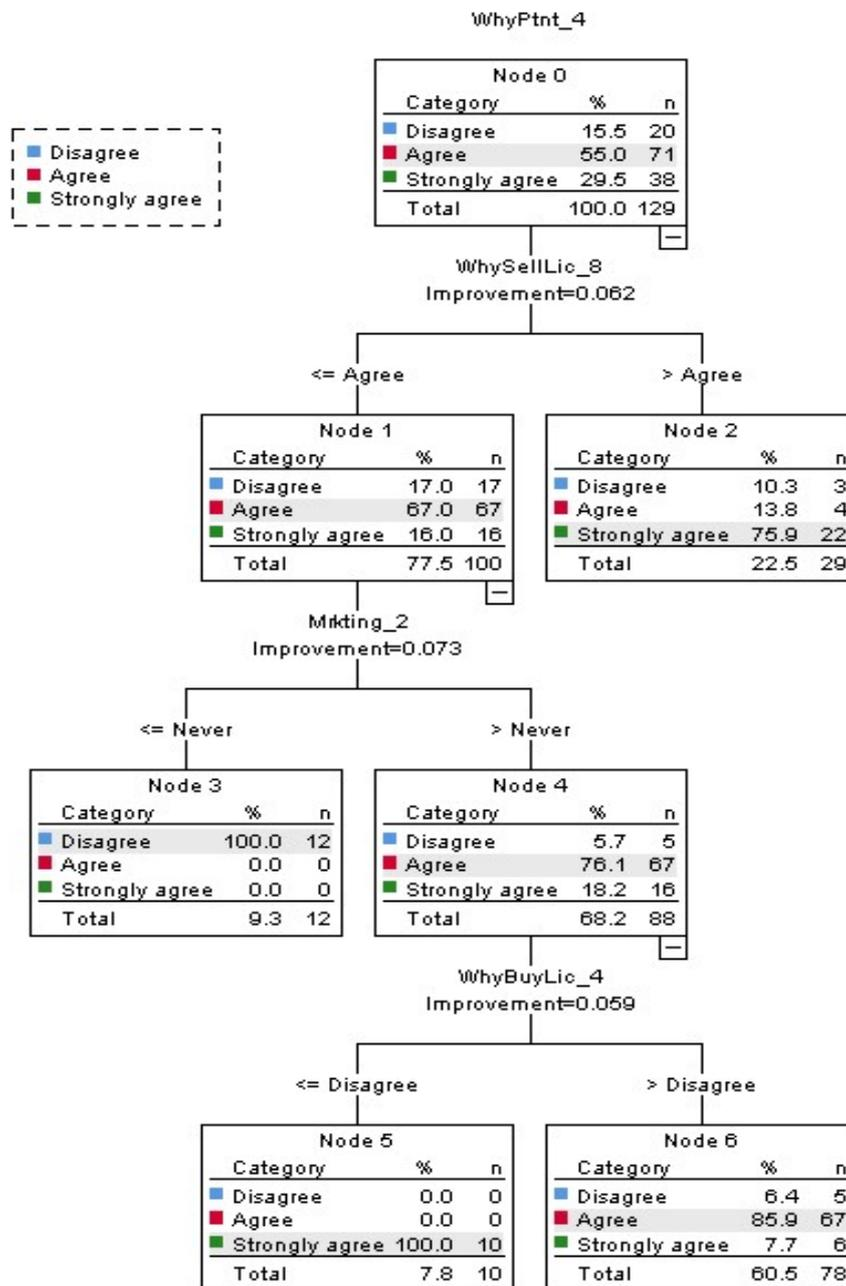 WhyPtnt_4
Disagree
Agree
Strongly agree
Node 0
Category % n
Disagree 15.5 20
Agree 55.0 71
Strongly agree 29.5 38
Total 100.0 129
WhySellLic_8
Improvement=0.062
<= Agree
> Agree
Node 1
Category % n
Disagree 17.0 17
Agree 67.0 67
Strongly agree 16.0 16
Total 77.5 100
Node 2
Category % n
Disagree 10.3 3
Agree 13.8 4
Strongly agree 75.9 22
Total 22.5 29
Mrkting_2
Improvement=0.073
<= Never
> Never
Node 3
Category % n
Disagree 100.0 12
Agree 0.0 0
Strongly agree 0.0 0
Total 9.3 12
Node 4
Category % n
Disagree 5.7 5
Agree 76.1 67
Strongly agree 18.2 16
Total 68.2 88
WhyBuyLic_4
Improvement=0.059
<= Disagree
> Disagree
Node 5
Category % n
Disagree 0.0 0
Agree 0.0 0
Strongly agree 100.0 10
Total 7.8 10
Node 6
Category % n
Disagree 6.4 5
Agree 85.9 67
Strongly agree 7.7 6
Total 60.5 78